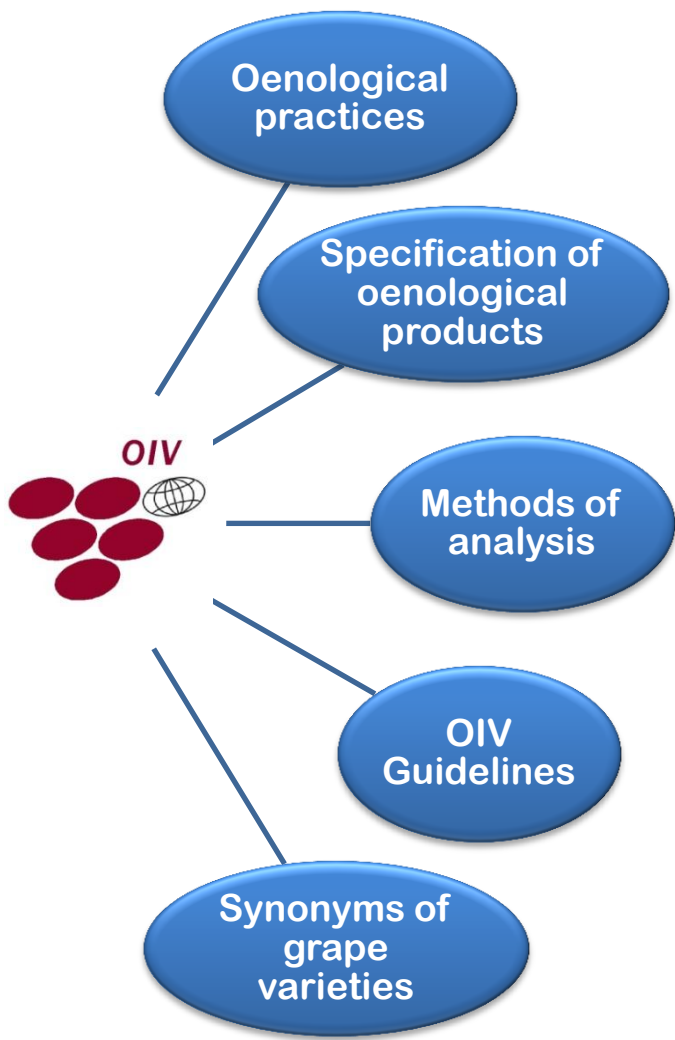 Oenological
practices
Specification of
oenological
products
OIV
Methods of
analysis
OIV
Guidelines
Synonyms of
grape
varieties